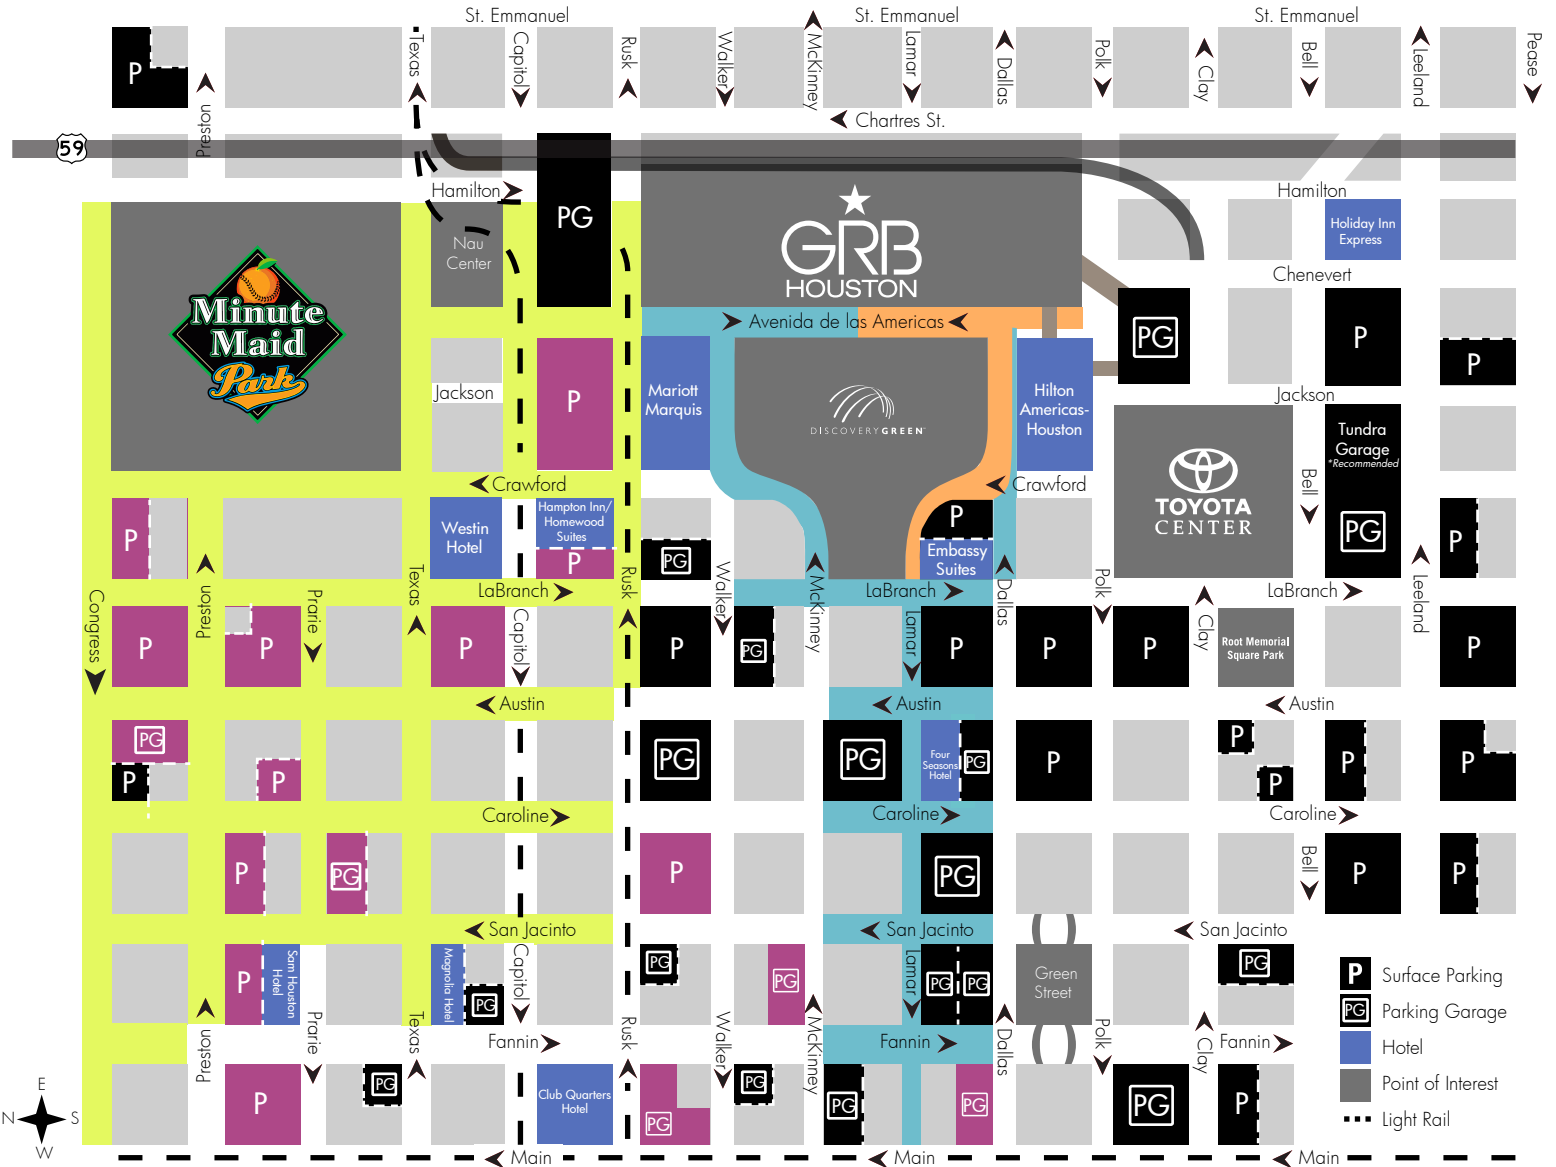 St. Emmanuel
St. Emmanuel
St. Emmanuel
Texas
Capitol
Rusk
Walker
McKinney
Lamar
Dallas
Polk
Clay
Bell
Leeland
Pease
P
Preston
Chartres St.
59
Hamilton
Hamilton
PG
Nau
Center
GRB
HOUSTON
Holiday Inn
Express
Chenevert
Minute
Maid
Park
Avenida de las Americas
PG
P
P
Jackson
Jackson
P
Mariott
Marquis
DISCOVERYGREEN
Hilton
Americas-
Houston
Tundra
Garage
*Recommended
TOYOTA
CENTER
Bell
Crawford
Crawford
P
Westin
Hotel
Hampton Inn/
Homewood
Suites
P
PG
P
Embassy
Suites
PG
P
LaBranch
LaBranch
LaBranch
Congress
Preston
Prarie
Texas
Capitol
Rusk
Walker
McKinney
Lamar
Dallas
Polk
Clay
Leeland
P
P
P
P
PG
P
P
P
Root Memorial
Square Park
P
Austin
Austin
Austin
PG
P
P
PG
PG
Four
Seasons
Hotel
PG
P
P
P
P
P
Caroline
Caroline
Caroline
P
PG
P
PG
Bell
P
P
San Jacinto
San Jacinto
San Jacinto
P
Sam Houston
Hotel
Magnolia Hotel
PG
Capitol
PG
PG
Lamar
PG
PG
Green
Street
PG
P
Surface Parking
PG
Parking Garage
Hotel
Point of Interest
Light Rail
Preston
Prarie
Texas
Fannin
Rusk
Walker
McKinney
Fannin
Dallas
Polk
Clay
Fannin
P
PG
Club Quarters
Hotel
PG
PG
PG
PG
PG
P
E
N
S
W
Main
Main
Main